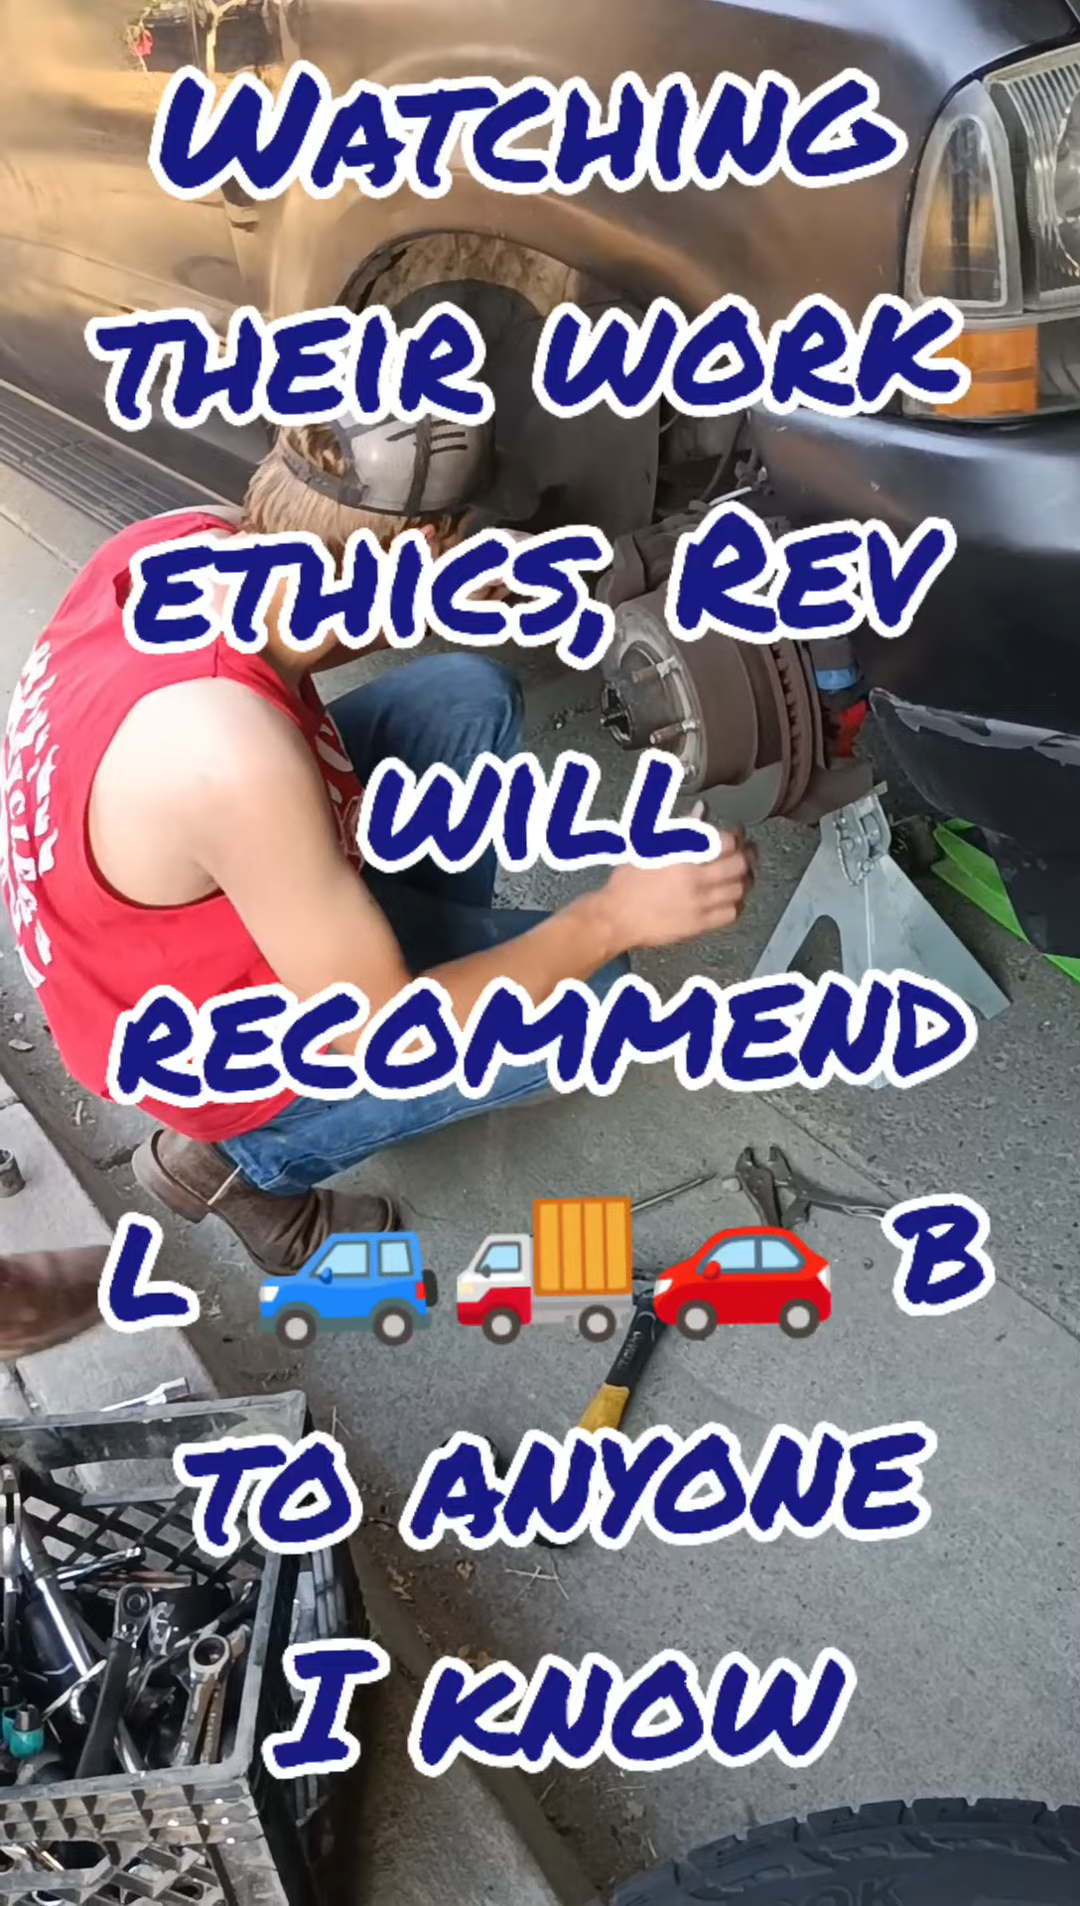 Watching
their work
ethics, Rev
will
recommend
L 🚙🚚🚗 B
to anyone
I know